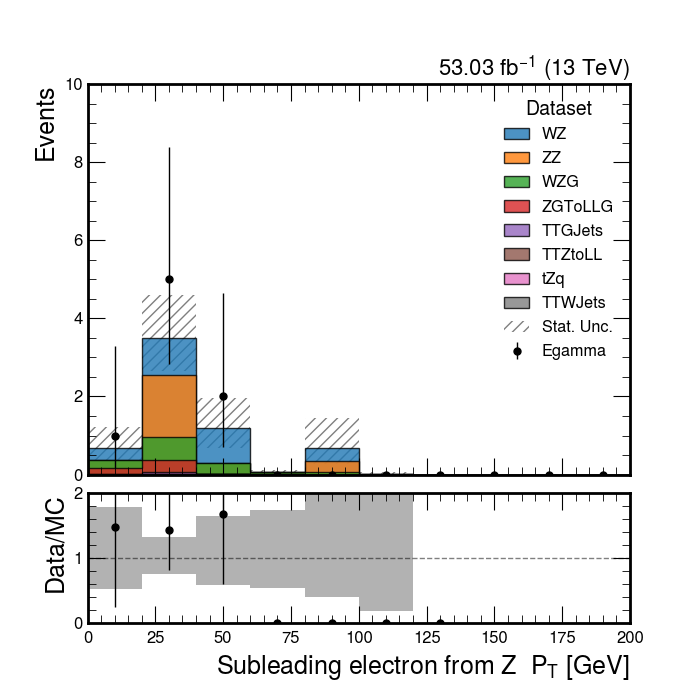 53.03 fb⁻¹ (13 TeV)
Events
10
8
6
4
2
0
Dataset
WZ
ZZ
WZG
ZGToLLG
TTGJets
TTZtoLL
tZq
TTWJets
Stat. Unc.
Egamma
Data/MC
2
1
0
0 25 50 75 100 125 150 175 200
Subleading electron from Z P_T [GeV]